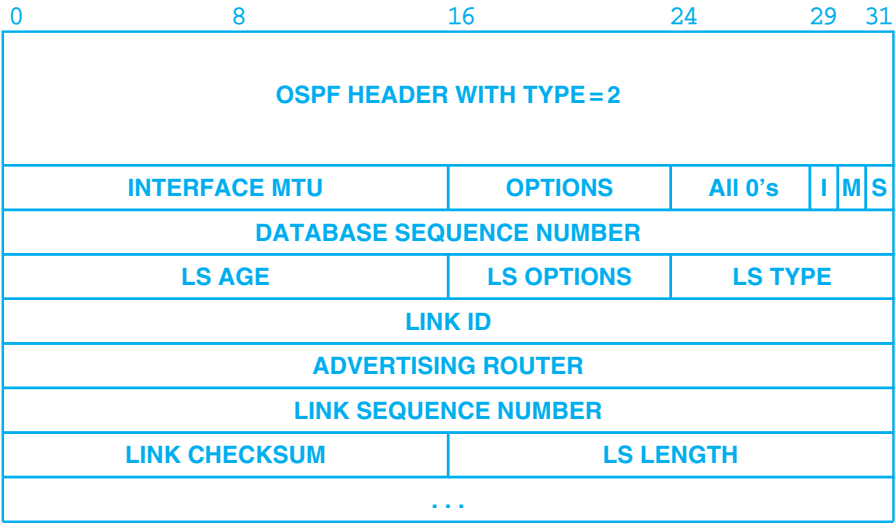 0 8 16 24 29 31
OSPF HEADER WITH TYPE=2
INTERFACE MTU OPTIONS All 0's I M S
DATABASE SEQUENCE NUMBER
LS AGE LS OPTIONS LS TYPE
LINK ID
ADVERTISING ROUTER
LINK SEQUENCE NUMBER
LINK CHECKSUM LS LENGTH
. . .